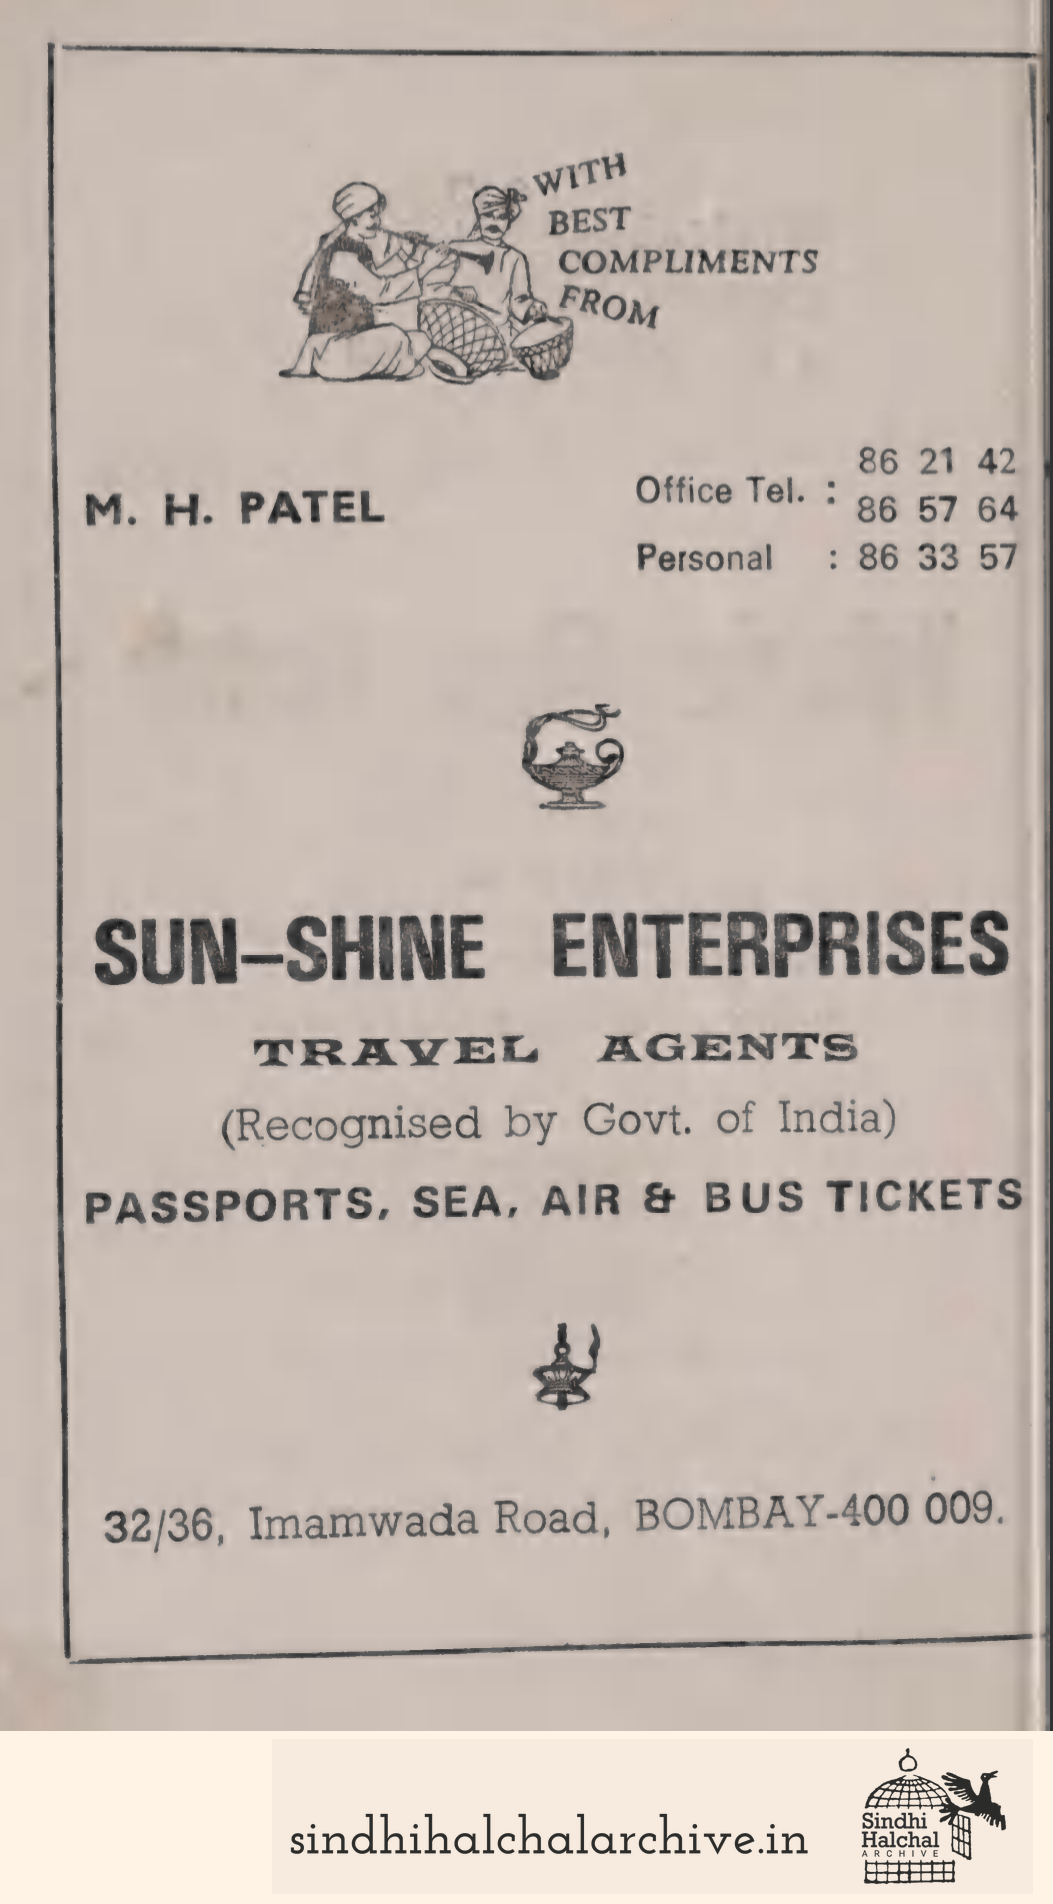 WITH
BEST
COMPLIMENTS
FROM
M. H. PATEL
Office Tel. : 86 21 42
86 57 64
Personal : 86 33 57
SUN–SHINE ENTERPRISES
TRAVEL AGENTS
(Recognised by Govt. of India)
PASSPORTS, SEA, AIR & BUS TICKETS
32/36, Imamwada Road, BOMBAY-400 009.
sindhihalchalarchive.in
Sindhi
Halchal
ARCHIVE